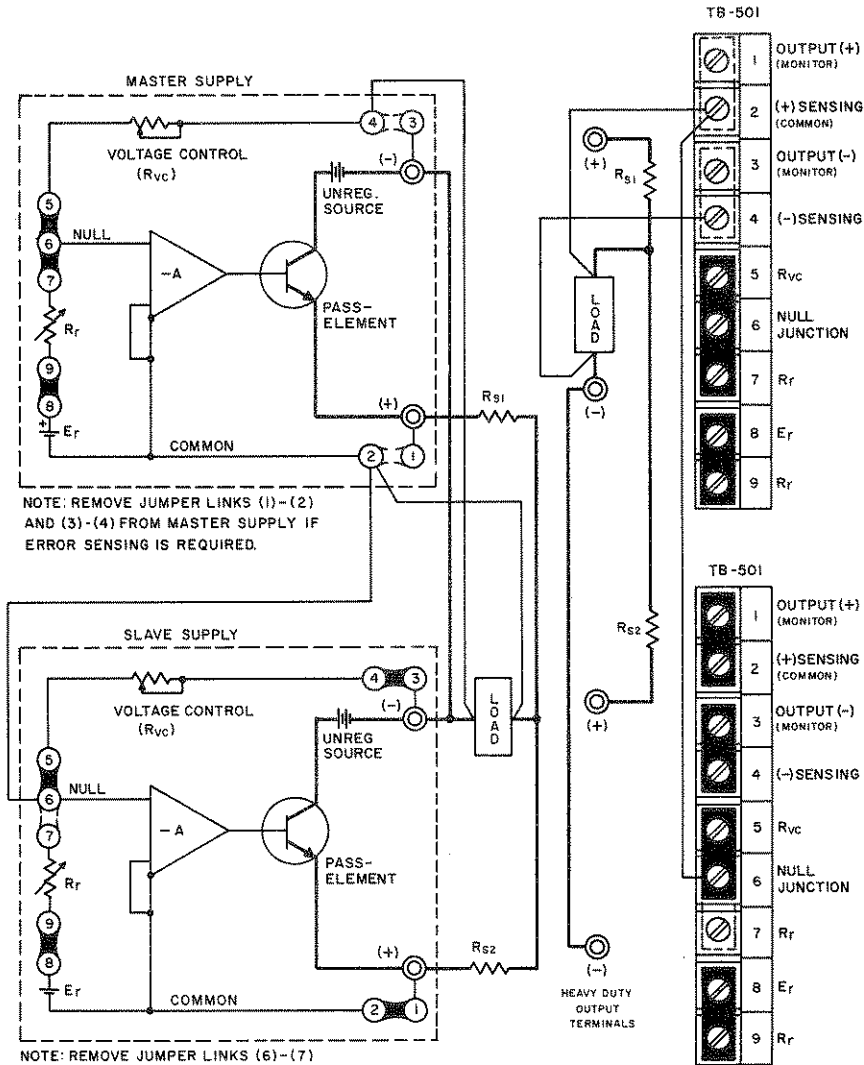 MASTER SUPPLY
4
3
VOLTAGE CONTROL
(RVC)
(-)
UNREG.
SOURCE
5
6
NULL
7
-A
PASS-
ELEMENT
Rr
9
8
+
Er
(+)
RS1
COMMON
2
1
NOTE: REMOVE JUMPER LINKS (1)-(2)
AND (3)-(4) FROM MASTER SUPPLY IF
ERROR SENSING IS REQUIRED.
SLAVE SUPPLY
4
3
VOLTAGE CONTROL
(RVC)
(-)
UNREG
SOURCE
LOAD
5
6
NULL
7
-A
PASS-
ELEMENT
Rr
9
8
Er
(+)
RS2
COMMON
2
1
NOTE: REMOVE JUMPER LINKS (6)-(7)
(+)
RS1
LOAD
(-)
RS2
(+)
(-)
HEAVY DUTY
OUTPUT
TERMINALS
TB-501
1 OUTPUT (+)
(MONITOR)
2 (+) SENSING
(COMMON)
3 OUTPUT (-)
(MONITOR)
4 (-) SENSING
5 RVC
6 NULL
JUNCTION
7 Rr
8 Er
9 Rr
TB-501
1 OUTPUT (+)
(MONITOR)
2 (+) SENSING
(COMMON)
3 OUTPUT (-)
(MONITOR)
4 (-) SENSING
5 RVC
6 NULL
JUNCTION
7 Rr
8 Er
9 Rr